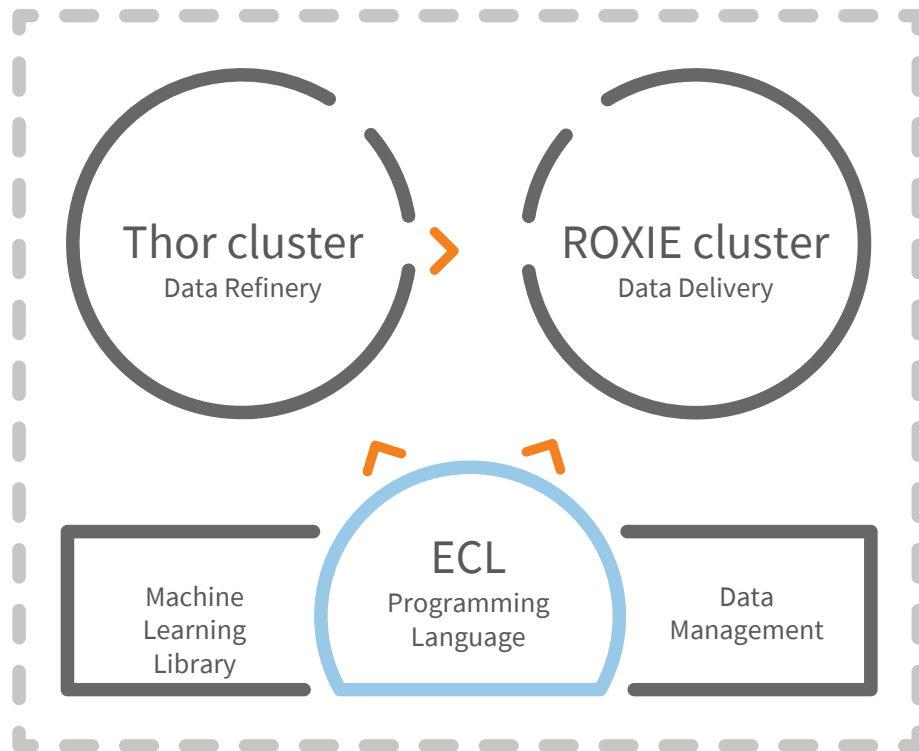 Thor cluster
Data Refinery
ROXIE cluster
Data Delivery
Machine
Learning
Library
ECL
Programming
Language
Data
Management